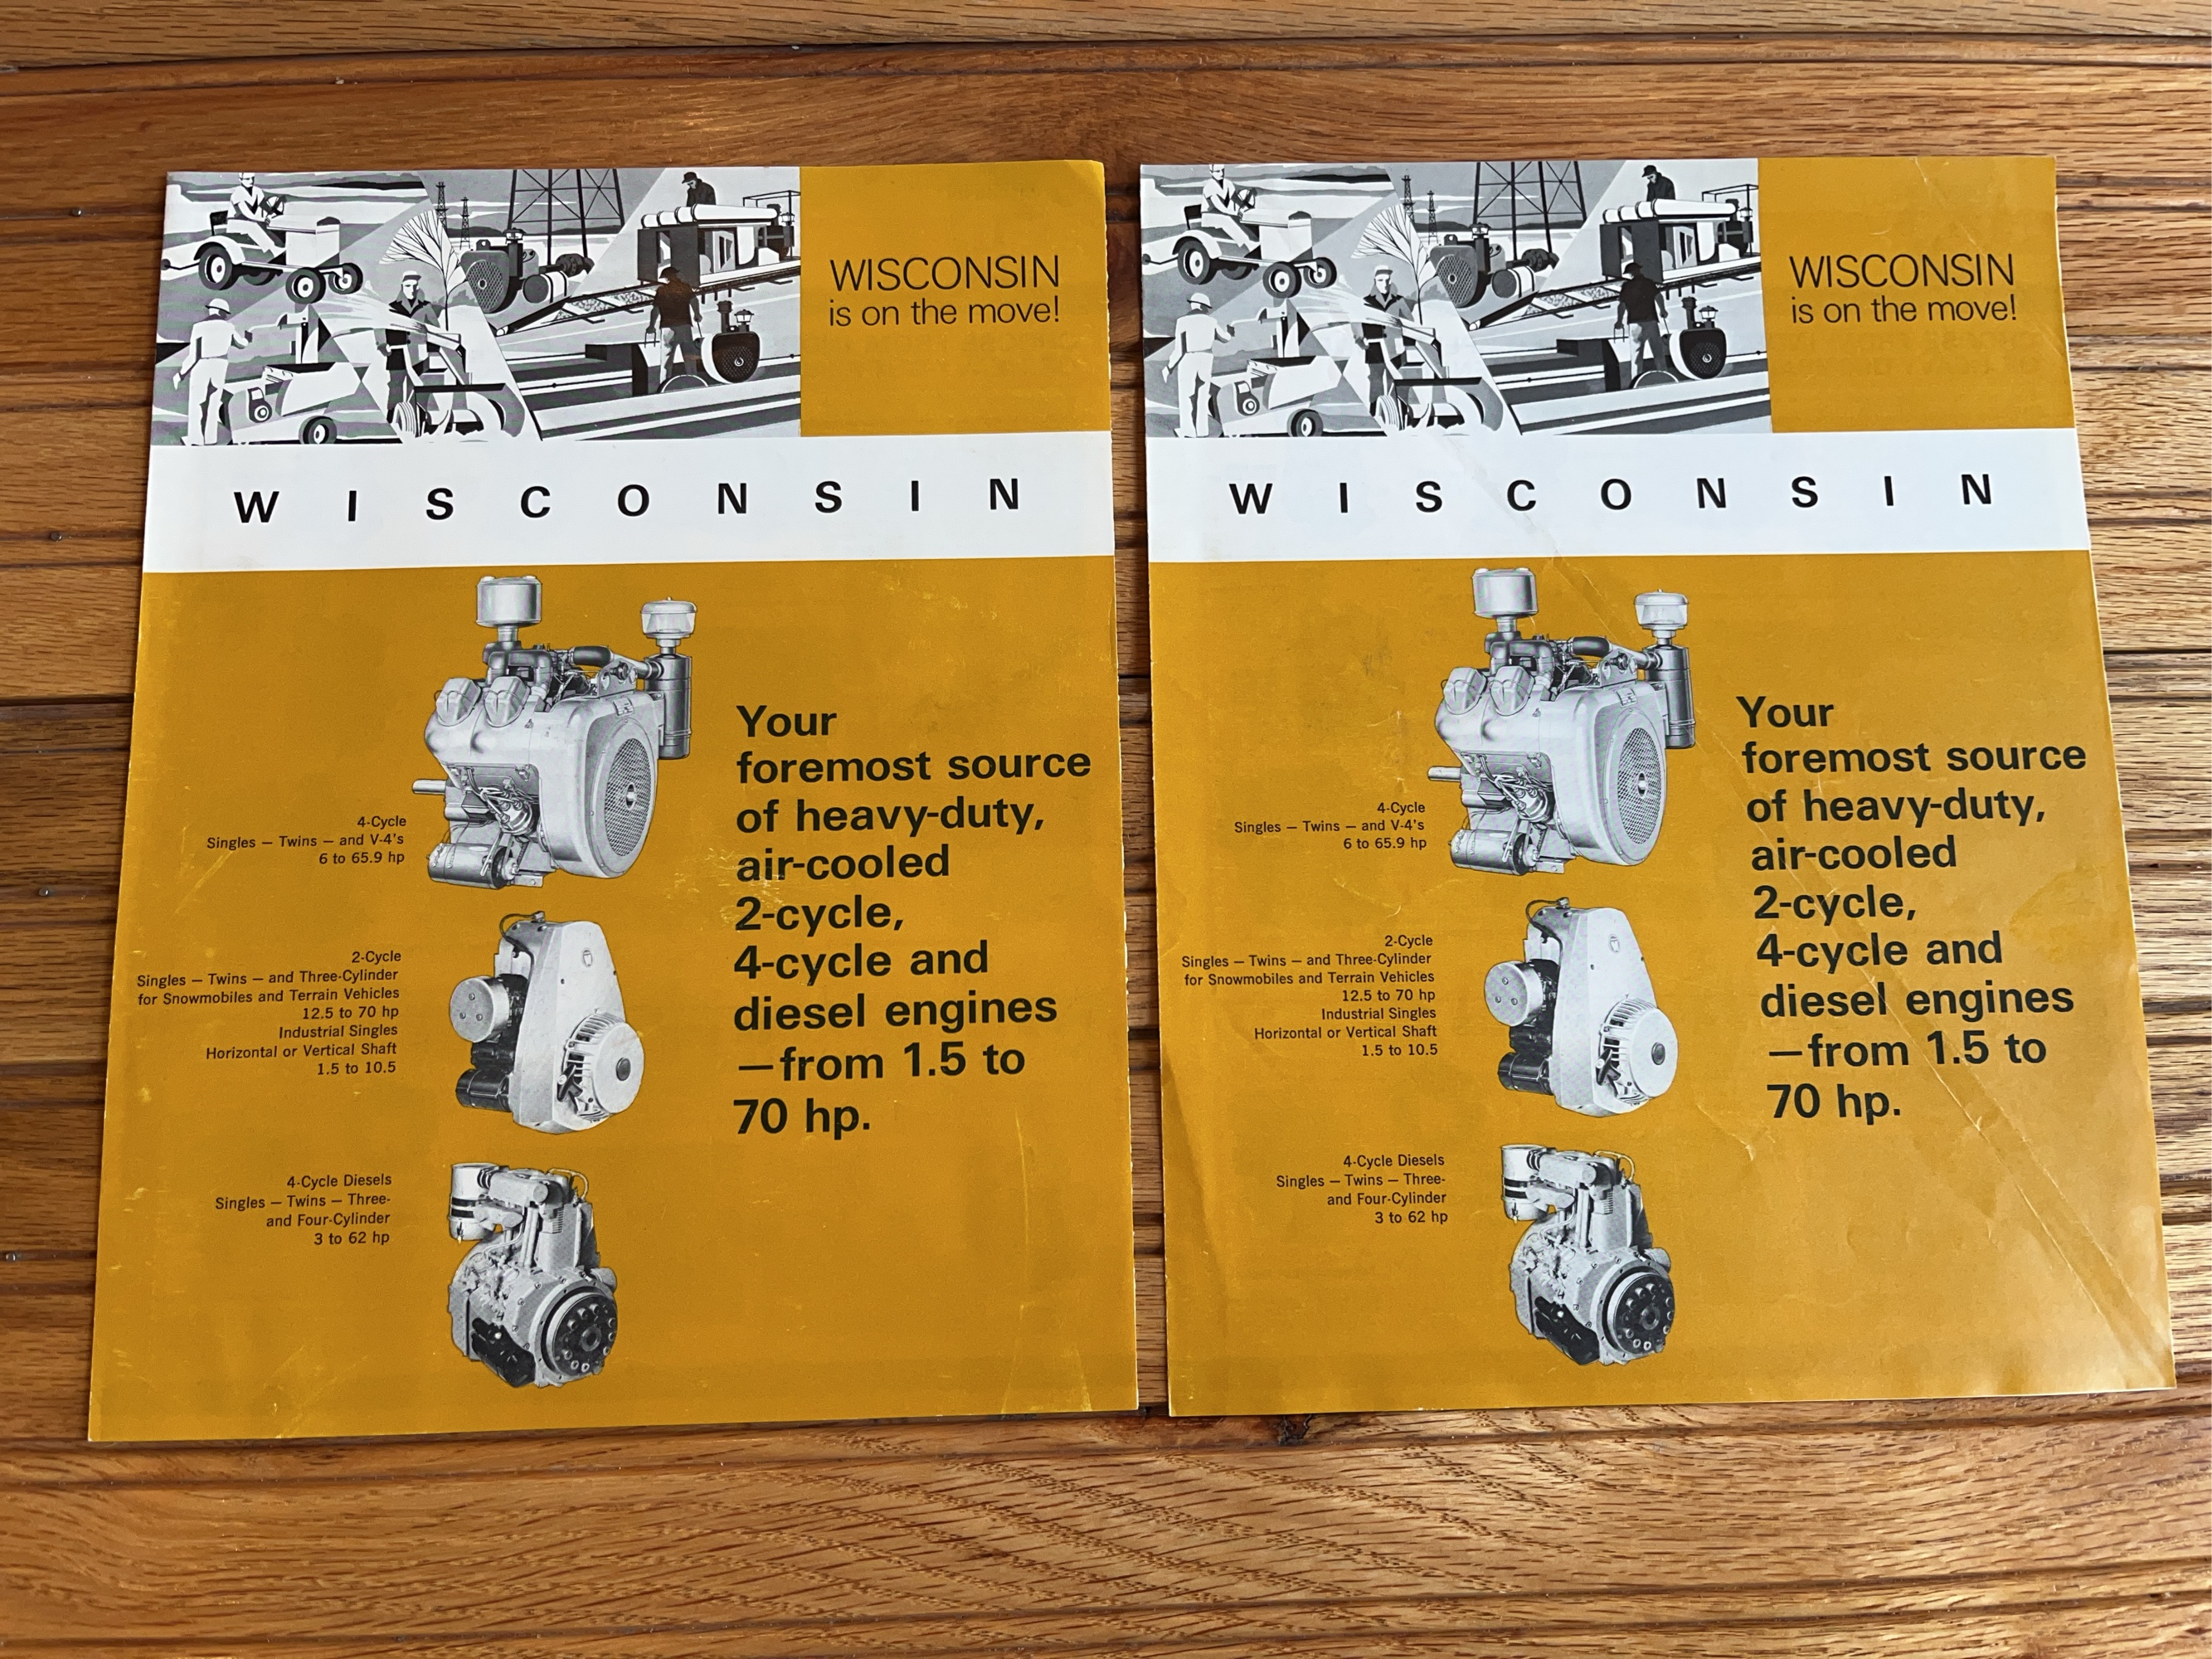 WISCONSIN
is on the move!
WISCONSIN
Your
foremost source
of heavy-duty,
air-cooled
2-cycle,
4-cycle and
diesel engines
—from 1.5 to
70 hp.
4-Cycle
Singles — Twins — and V-4's
6 to 65.9 hp
2-Cycle
Singles — Twins — and Three-Cylinder
for Snowmobiles and Terrain Vehicles
12.5 to 70 hp
Industrial Singles
Horizontal or Vertical Shaft
1.5 to 10.5
4-Cycle Diesels
Singles — Twins — Three-
and Four-Cylinder
3 to 62 hp
WISCONSIN
is on the move!
WISCONSIN
Your
foremost source
of heavy-duty,
air-cooled
2-cycle,
4-cycle and
diesel engines
—from 1.5 to
70 hp.
4-Cycle
Singles — Twins — and V-4's
6 to 65.9 hp
2-Cycle
Singles — Twins — and Three-Cylinder
for Snowmobiles and Terrain Vehicles
12.5 to 70 hp
Industrial Singles
Horizontal or Vertical Shaft
1.5 to 10.5
4-Cycle Diesels
Singles — Twins — Three-
and Four-Cylinder
3 to 62 hp